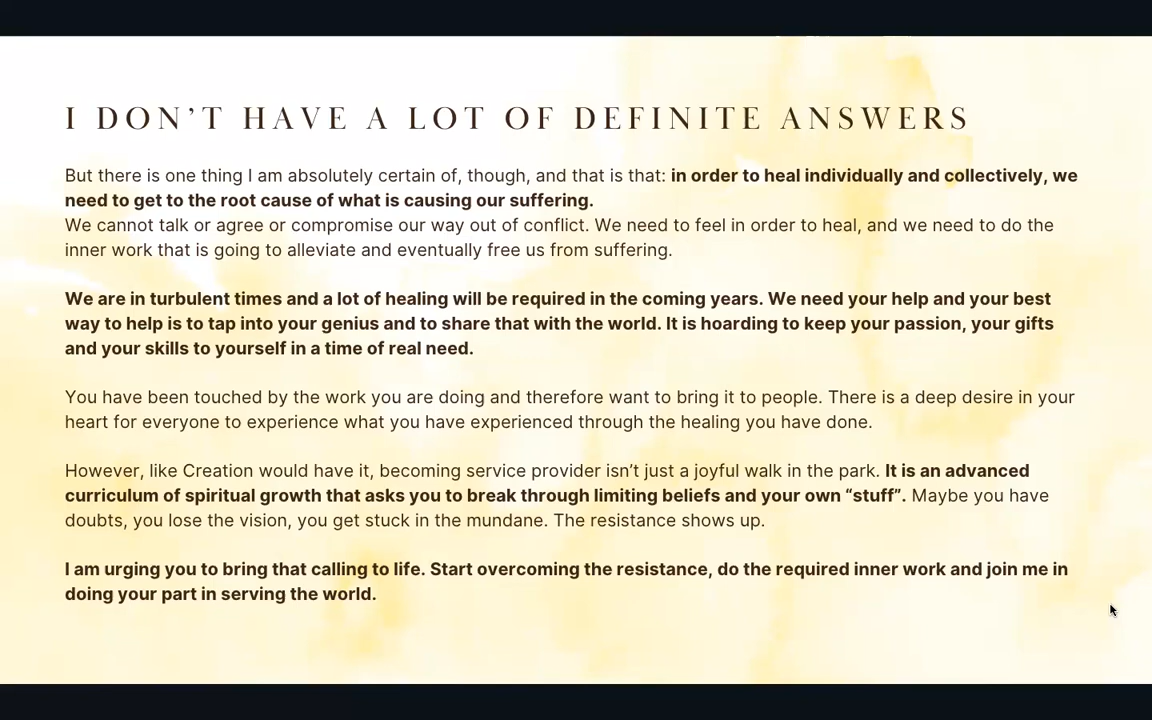 I DON’T HAVE A LOT OF DEFINITE ANSWERS
But there is one thing I am absolutely certain of, though, and that is that: in order to heal individually and collectively, we
need to get to the root cause of what is causing our suffering.
We cannot talk or agree or compromise our way out of conflict. We need to feel in order to heal, and we need to do the
inner work that is going to alleviate and eventually free us from suffering.
We are in turbulent times and a lot of healing will be required in the coming years. We need your help and your best
way to help is to tap into your genius and to share that with the world. It is hoarding to keep your passion, your gifts
and your skills to yourself in a time of real need.
You have been touched by the work you are doing and therefore want to bring it to people. There is a deep desire in your
heart for everyone to experience what you have experienced through the healing you have done.
However, like Creation would have it, becoming service provider isn’t just a joyful walk in the park. It is an advanced
curriculum of spiritual growth that asks you to break through limiting beliefs and your own “stuff”. Maybe you have
doubts, you lose the vision, you get stuck in the mundane. The resistance shows up.
I am urging you to bring that calling to life. Start overcoming the resistance, do the required inner work and join me in
doing your part in serving the world.